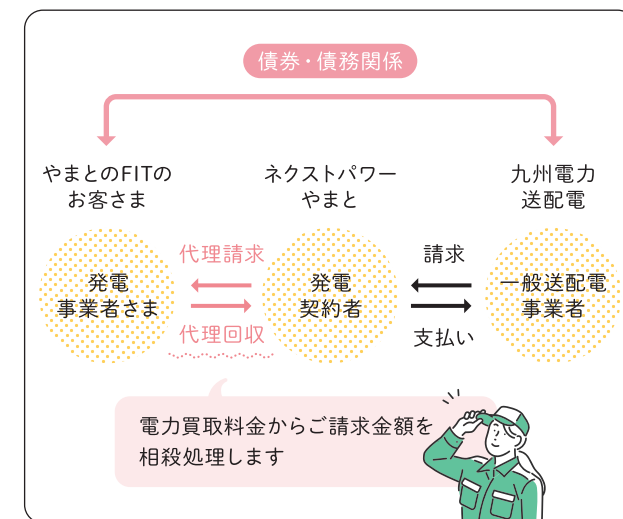 債券・債務関係
やまとのFITの
お客さま
ネクストパワー
やまと
九州電力
送配電
発電
事業者さま
代理請求
代理回収
発電
契約者
請求
支払い
一般送配電
事業者
電力買取料金からご請求金額を
相殺処理します